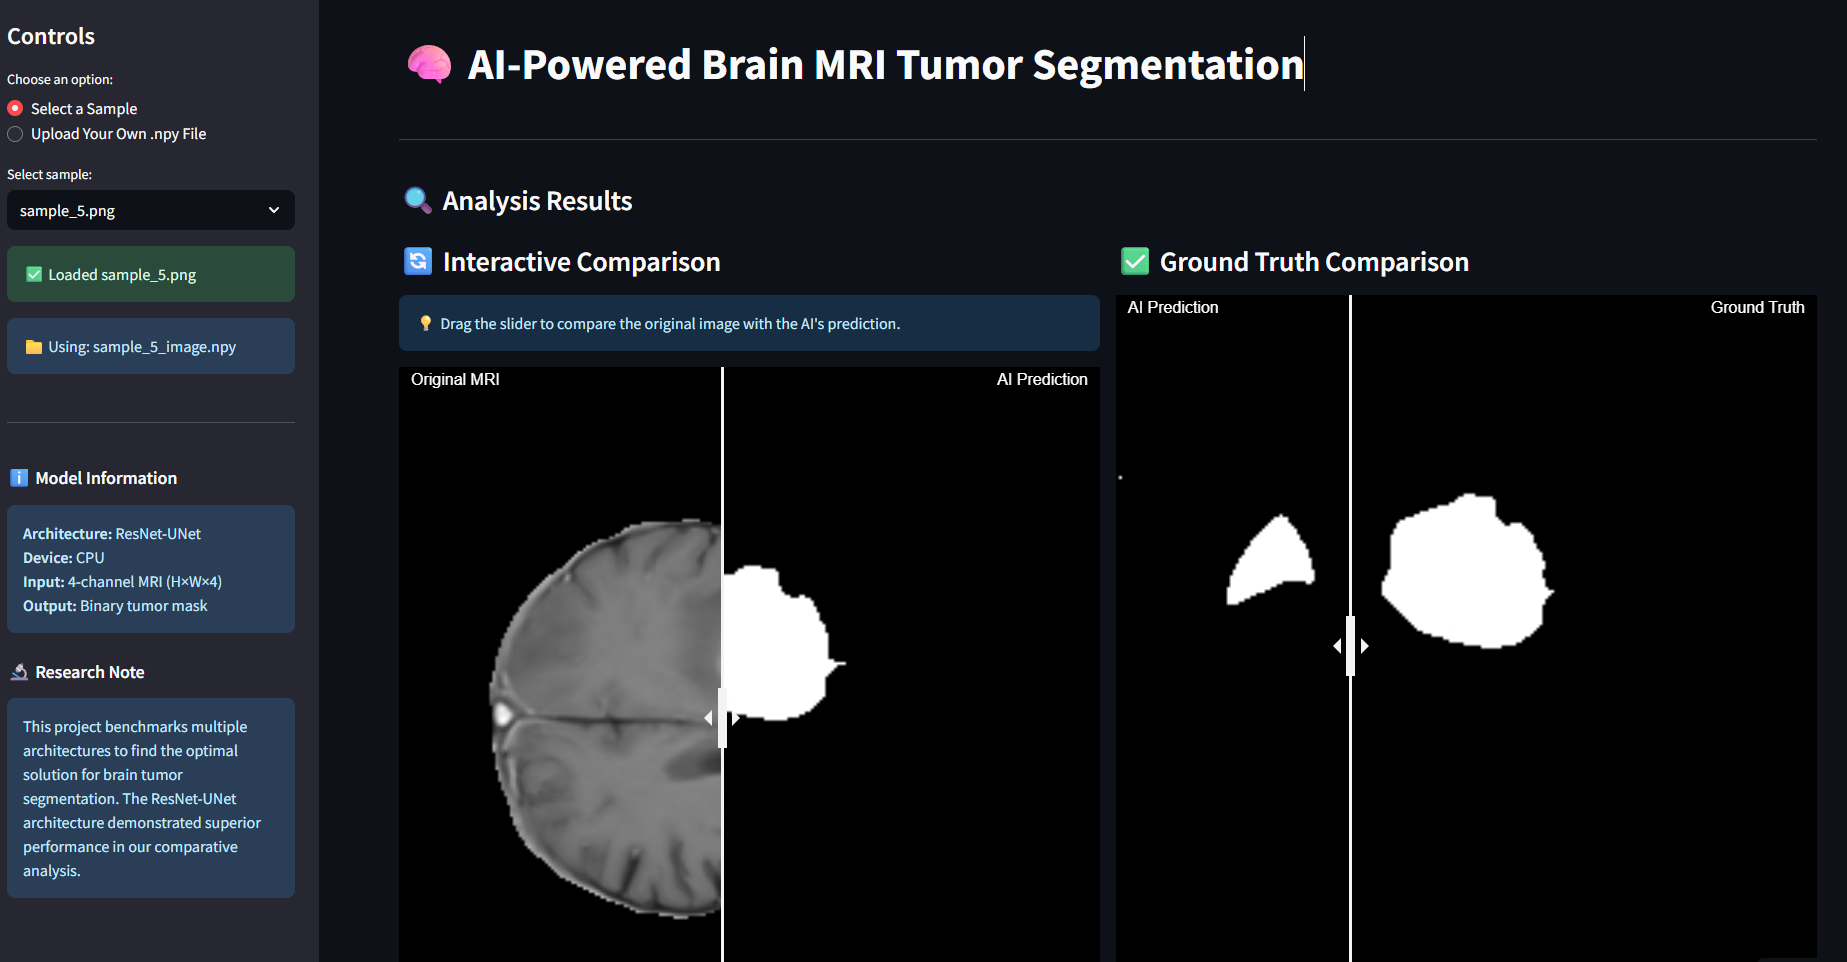 Controls
Choose an option:
Select a Sample
Upload Your Own .npy File
Select sample:
sample_5.png
Loaded sample_5.png
Using: sample_5_image.npy
Model Information
Architecture: ResNet-UNet
Device: CPU
Input: 4-channel MRI (H×W×4)
Output: Binary tumor mask
Research Note
This project benchmarks multiple
architectures to find the optimal
solution for brain tumor
segmentation. The ResNet-UNet
architecture demonstrated superior
performance in our comparative
analysis.
AI-Powered Brain MRI Tumor Segmentation
Analysis Results
Interactive Comparison
Drag the slider to compare the original image with the AI's prediction.
Original MRI
AI Prediction
Ground Truth Comparison
AI Prediction
Ground Truth